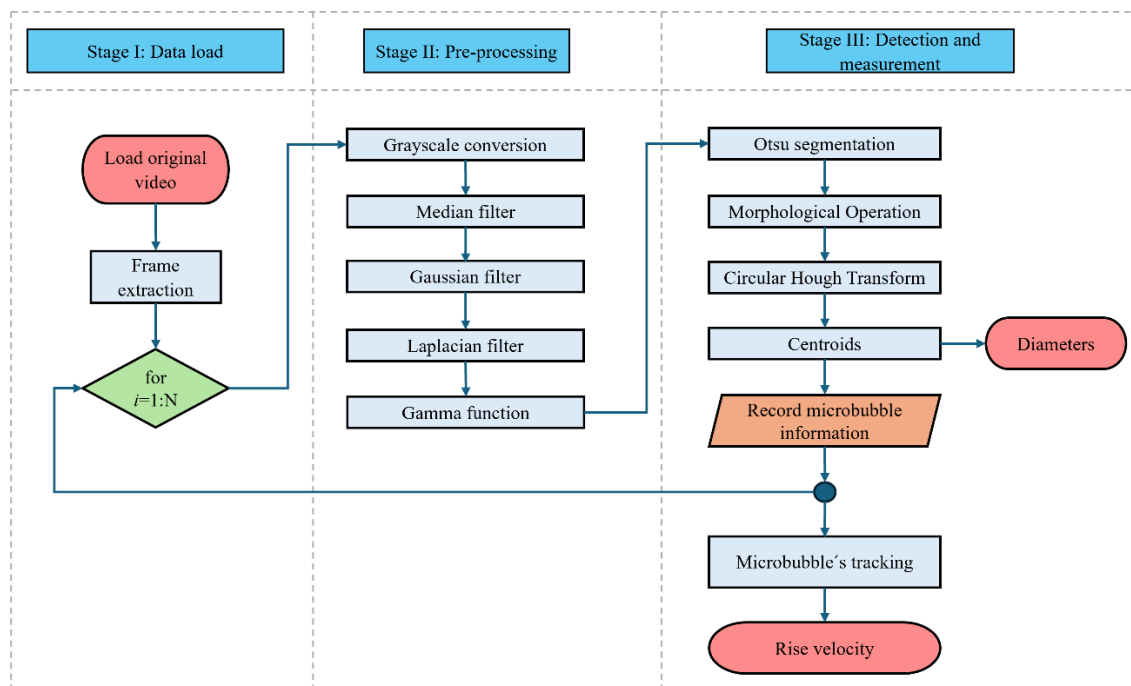 Stage I: Data load
Stage II: Pre-processing
Stage III: Detection and
measurement
Load original
video
Frame
extraction
for
i=1:N
Grayscale conversion
Median filter
Gaussian filter
Laplacian filter
Gamma function
Otsu segmentation
Morphological Operation
Circular Hough Transform
Centroids
Diameters
Record microbubble
information
Microbubble´s tracking
Rise velocity